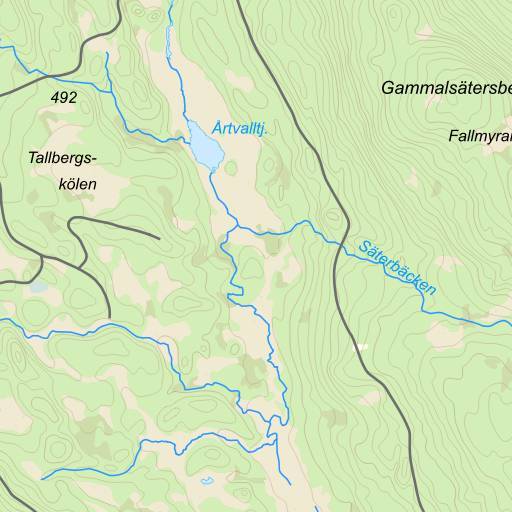 Gammalsätersbe
492
Årtvalltj.
Fallmyran
Tallbergs-
kölen
Säterbäcken